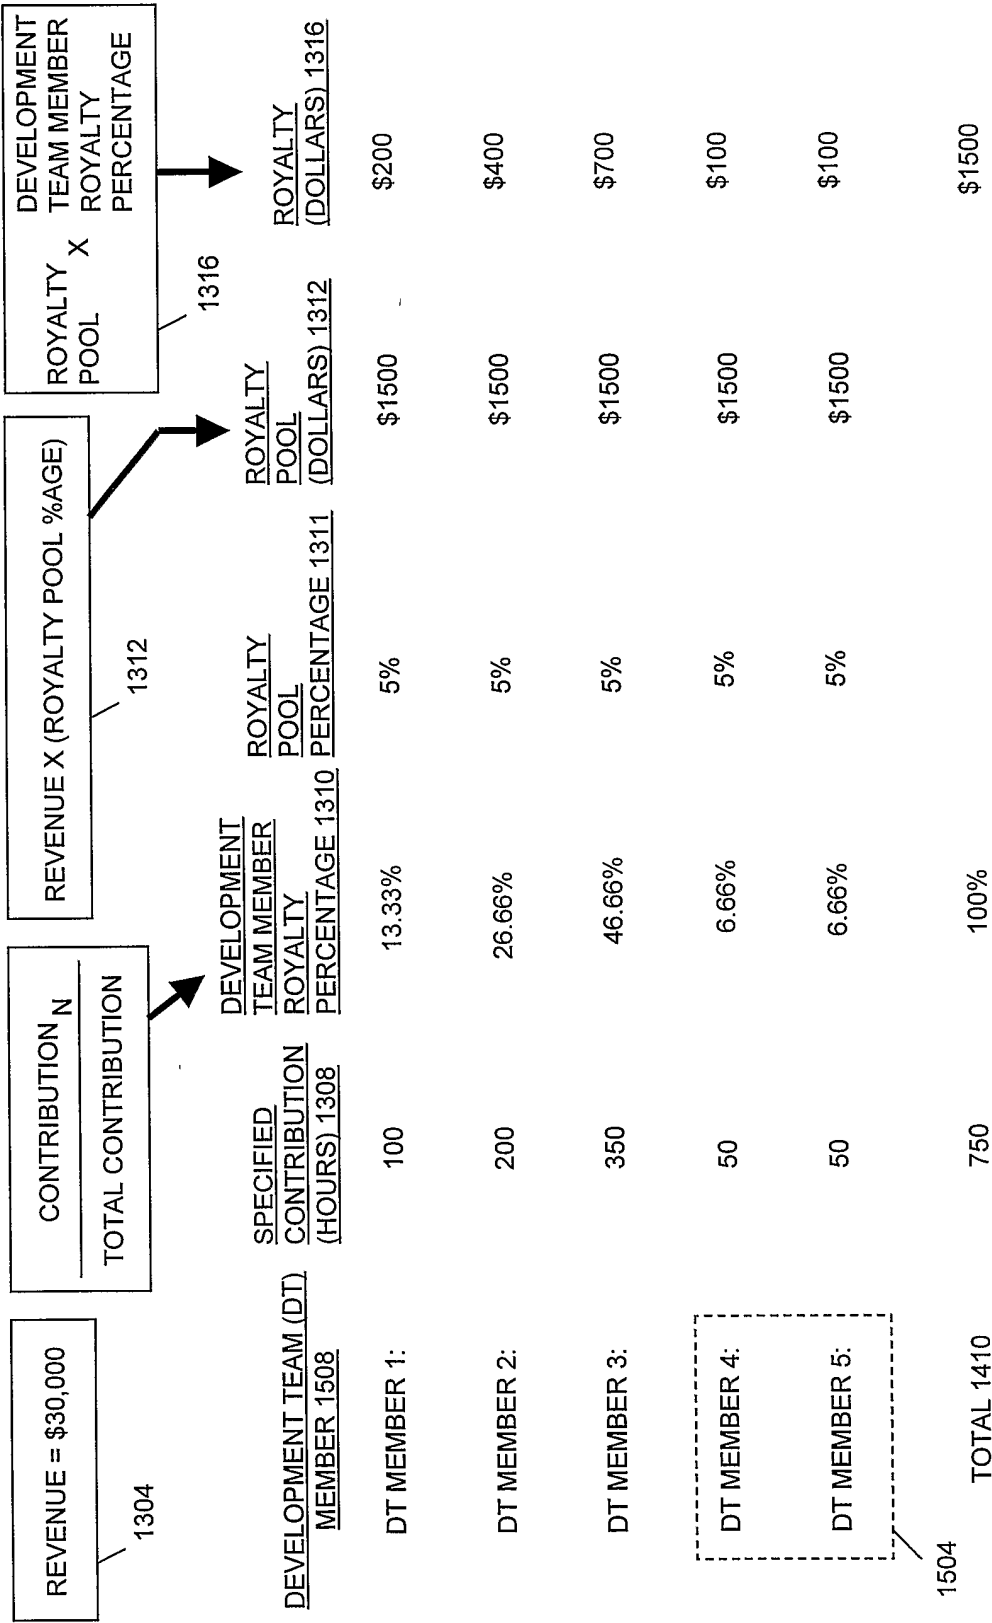 REVENUE = $30,000
1304
CONTRIBUTION N
TOTAL CONTRIBUTION
REVENUE X (ROYALTY POOL %AGE)
1312
ROYALTY
POOL
X
DEVELOPMENT
TEAM MEMBER
ROYALTY
PERCENTAGE
1316
DEVELOPMENT TEAM (DT)
MEMBER 1508
SPECIFIED
CONTRIBUTION
(HOURS) 1308
DEVELOPMENT
TEAM MEMBER
ROYALTY
PERCENTAGE 1310
ROYALTY
POOL
PERCENTAGE 1311
ROYALTY
POOL
(DOLLARS) 1312
ROYALTY
(DOLLARS) 1316
DT MEMBER 1: 100 13.33% 5% $1500 $200
DT MEMBER 2: 200 26.66% 5% $1500 $400
DT MEMBER 3: 350 46.66% 5% $1500 $700
DT MEMBER 4: 50 6.66% 5% $1500 $100
DT MEMBER 5: 50 6.66% 5% $1500 $100
1504
TOTAL 1410 750 100% $1500